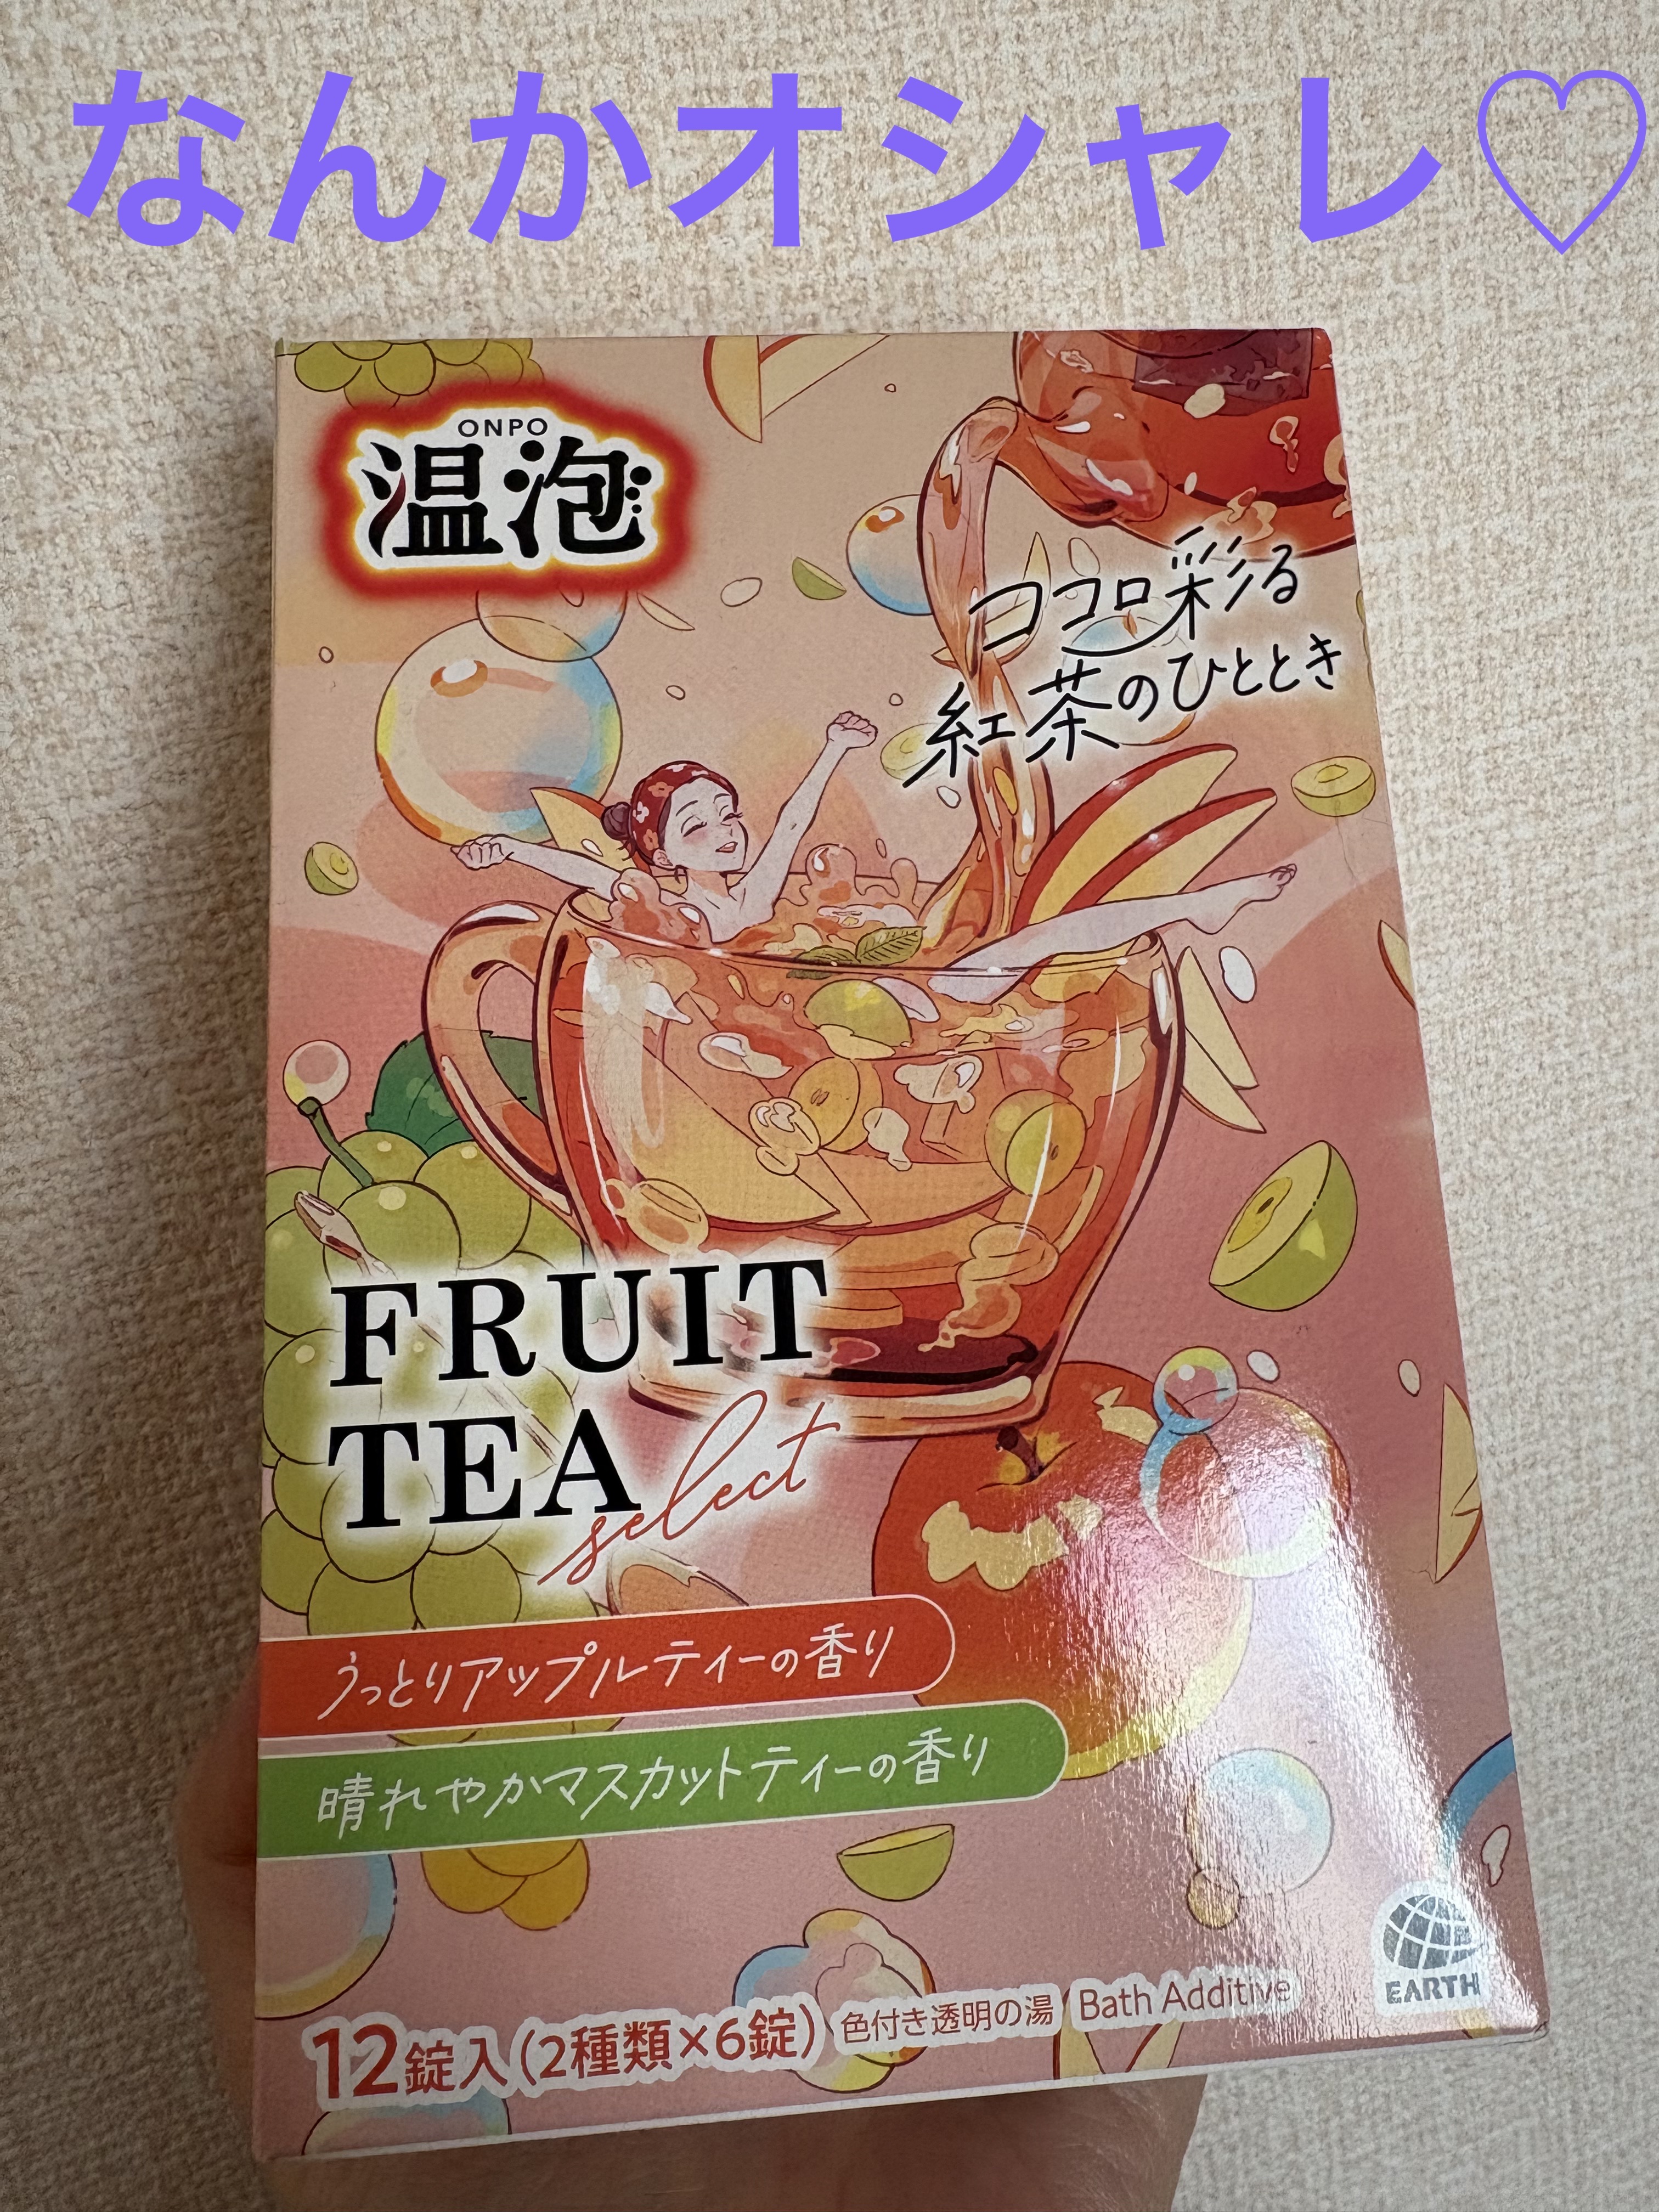 なんかオシャレ♡
ONPO
温泡
ココロ彩る
紅茶のひととき
FRUIT
TEA
select
うっとりアップルティーの香り
晴れやかマスカットティーの香り
12錠入(2種類×6錠) 色付き透明の湯 Bath Additive
EARTH